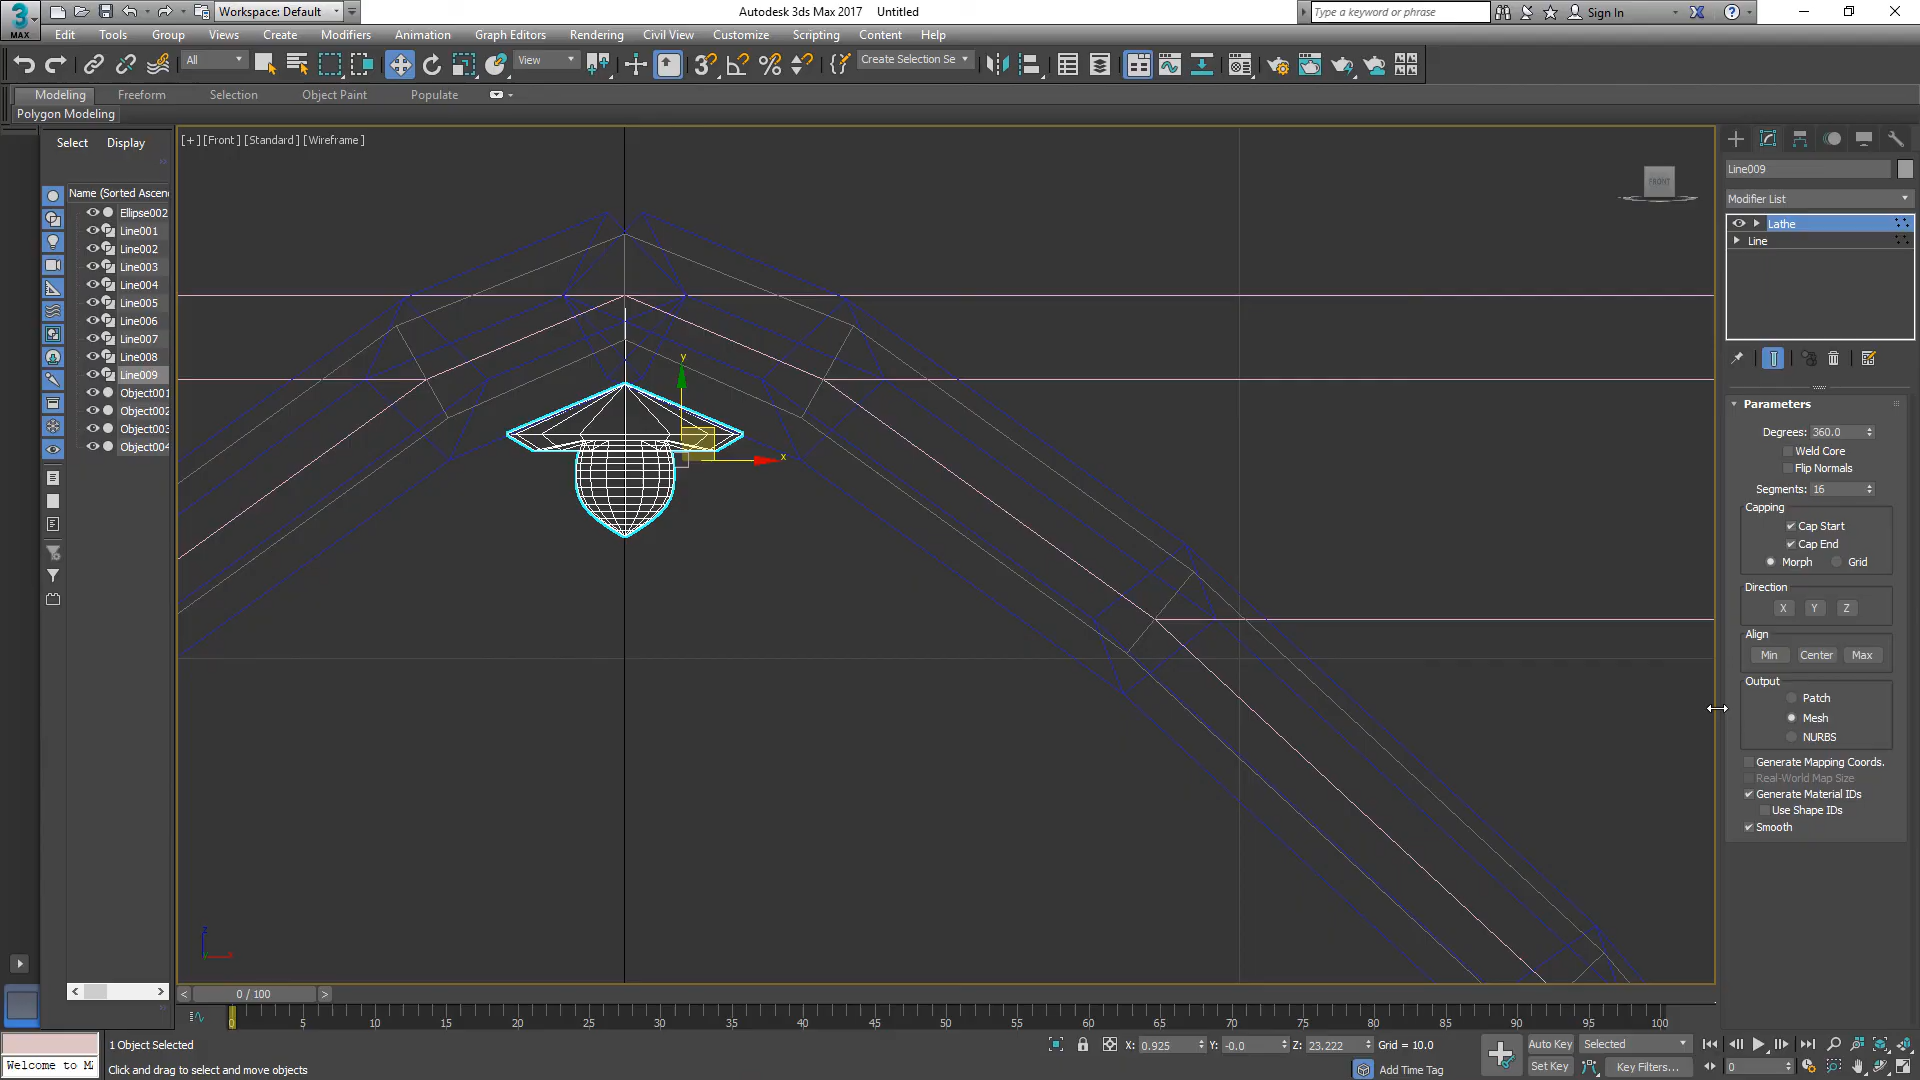 3
MAX
Workspace: Default
Autodesk 3ds Max 2017
Untitled
Type a keyword or phrase
Sign In
Edit
Tools
Group
Views
Create
Modifiers
Animation
Graph Editors
Rendering
Civil View
Customize
Scripting
Content
Help
All
View
Create Selection Se
Modeling
Freeform
Selection
Object Paint
Populate
Polygon Modeling
Select
Display
Name (Sorted Ascen
Ellipse002
Line001
Line002
Line003
Line004
Line005
Line006
Line007
Line008
Line009
Object001
Object002
Object003
Object004
[+] [Front] [Standard] [Wireframe]
FRONT
y
x
z
Line009
Modifier List
Lathe
Line
Parameters
Degrees: 360.0
Weld Core
Flip Normals
Segments: 16
Capping
Cap Start
Cap End
Morph
Grid
Direction
X
Y
Z
Align
Min
Center
Max
Output
Patch
Mesh
NURBS
Generate Mapping Coords.
Real-World Map Size
Generate Material IDs
Use Shape IDs
Smooth
0 / 100
0 5 10 15 20 25 30 35 40 45 50 55 60 65 70 75 80 85 90 95 100
1 Object Selected
Click and drag to select and move objects
Welcome to M
X: 0.925
Y: -0.0
Z: 23.222
Grid = 10.0
Add Time Tag
Auto Key
Selected
Set Key
Key Filters...
0